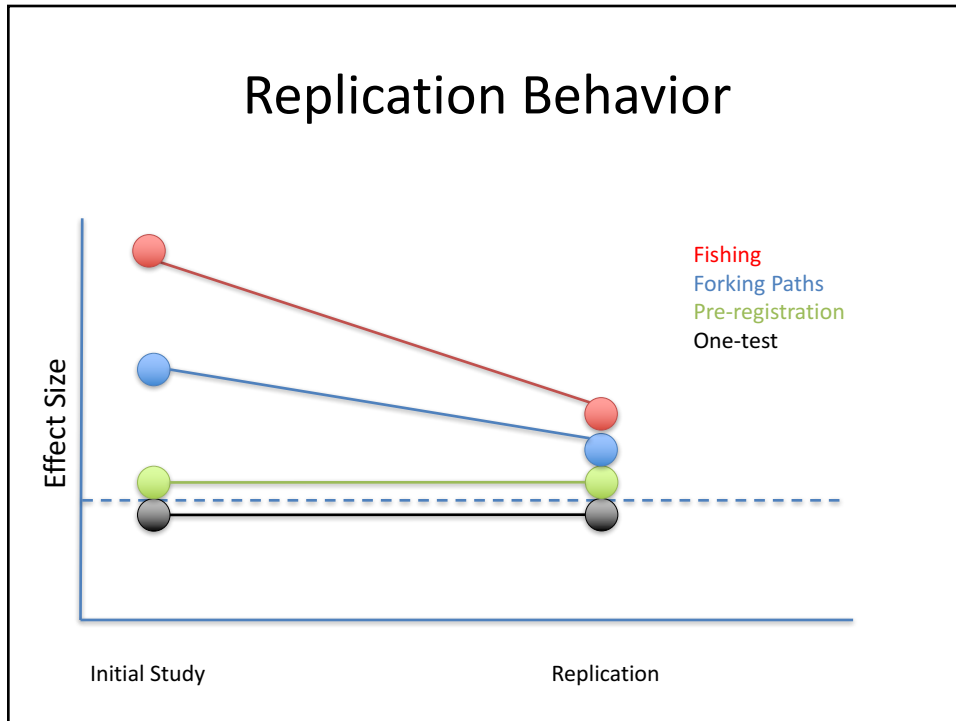 Replication Behavior
Fishing
Forking Paths
Pre-registration
One-test
Effect Size
Initial Study
Replication